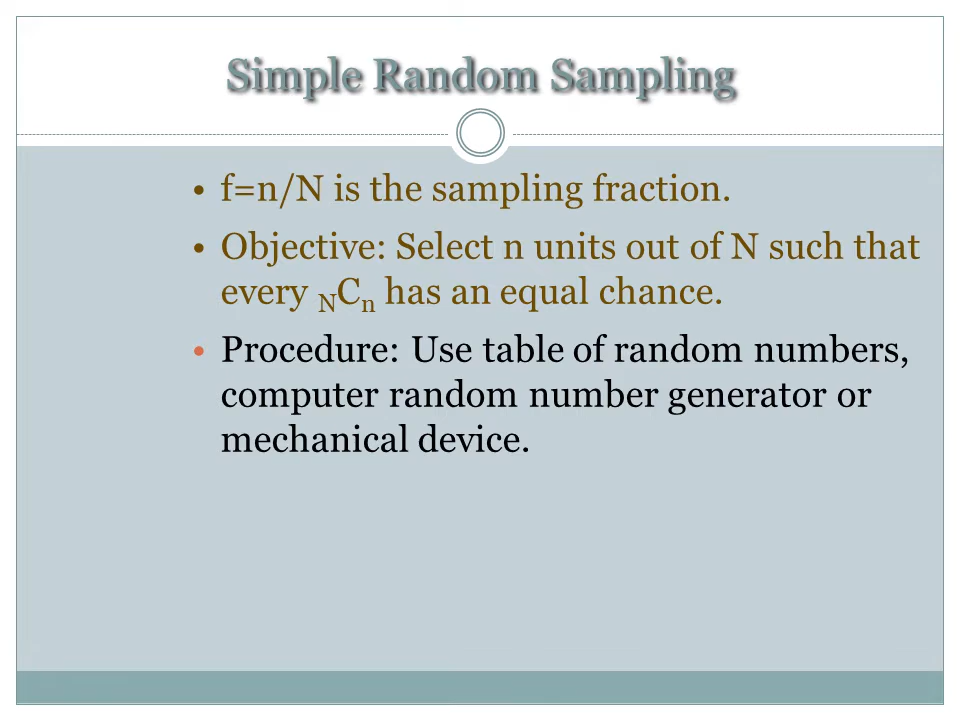 Simple Random Sampling
• f=n/N is the sampling fraction.
• Objective: Select n units out of N such that
every NCn has an equal chance.
• Procedure: Use table of random numbers,
computer random number generator or
mechanical device.